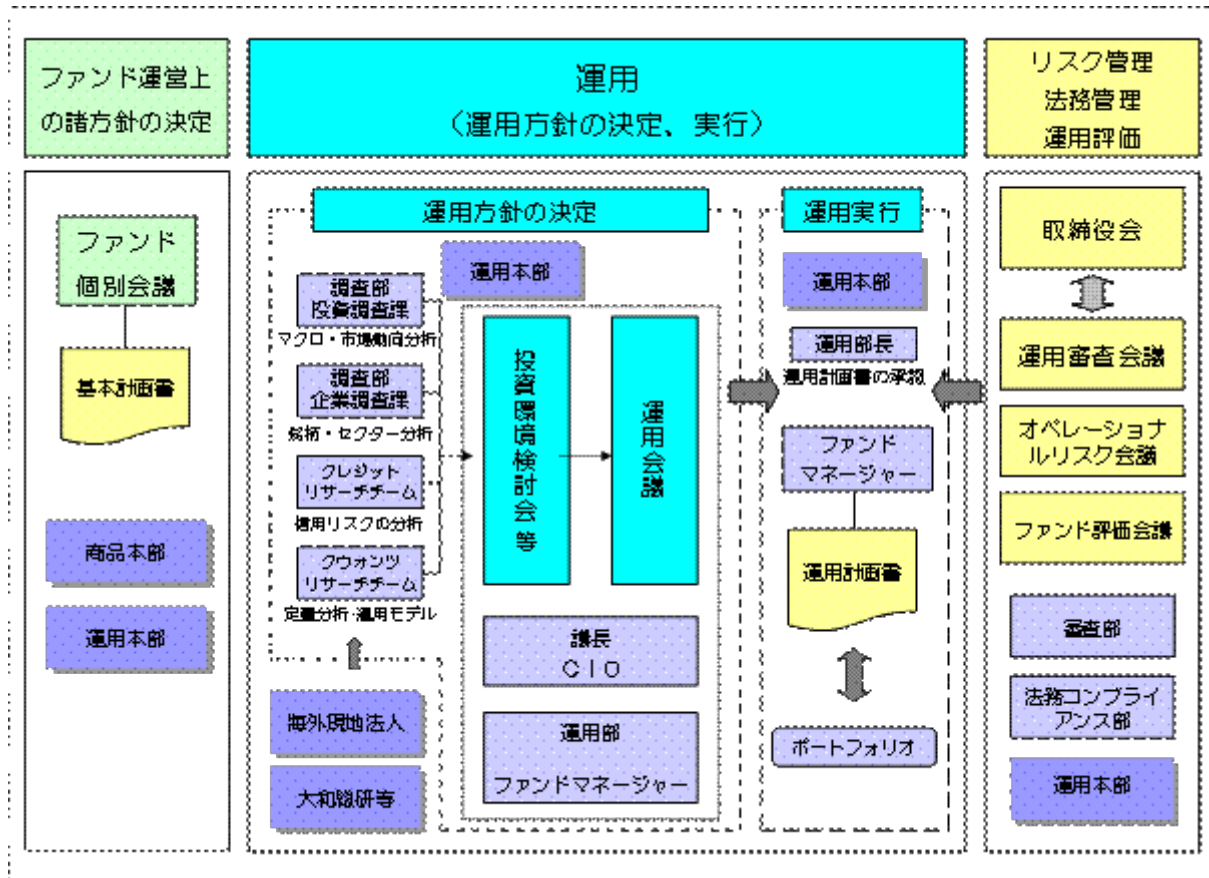 ファンド運営上
の諸方針の決定
運用
（運用方針の決定、実行）
リスク管理
法務管理
運用評価
ファンド
個別会議
基本計画書
商品本部
運用本部
運用方針の決定
運用本部
調査部
投資調査課
マクロ・市場動向分析
調査部
企業調査課
銘柄・セクター分析
クレジット
リサーチチーム
信用リスクの分析
クウォンツ
リサーチチーム
定量分析・運用モデル
海外現地法人
大和総研等
投資環境検討会等
運用会議
議長
ＣＩＯ
運用部
ファンドマネージャー
運用実行
運用本部
運用部長
運用計画書の承認
ファンド
マネージャー
運用計画書
ポートフォリオ
取締役会
運用審査会議
オペレーショナ
ルリスク会議
ファンド評価会議
審査部
法務コンプライ
アンス部
運用本部